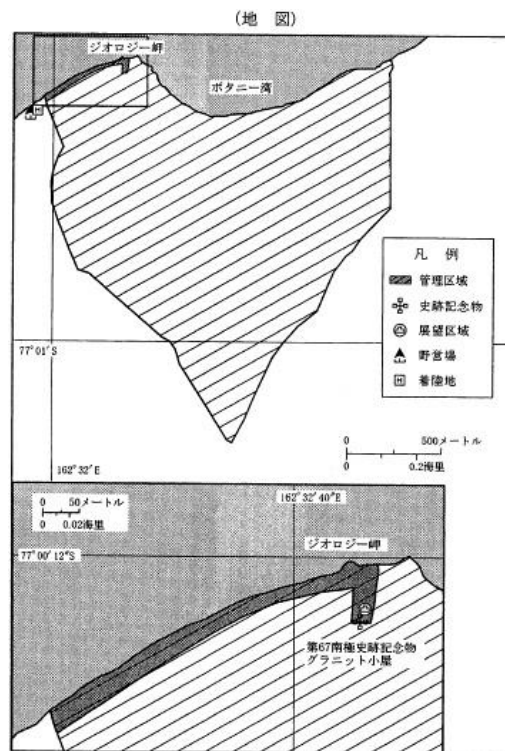 (地 図)
ジオロジー岬
ボタニー湾
H
凡 例
管理区域
史跡記念物
展望区域
野営場
H 着陸地
77°01′S
0 500メートル
0 0.2海里
162°32′E
0 50メートル
0 0.02海里
162°32′40″E
77°00′12″S
ジオロジー岬
第67南極史跡記念物
グラニット小屋